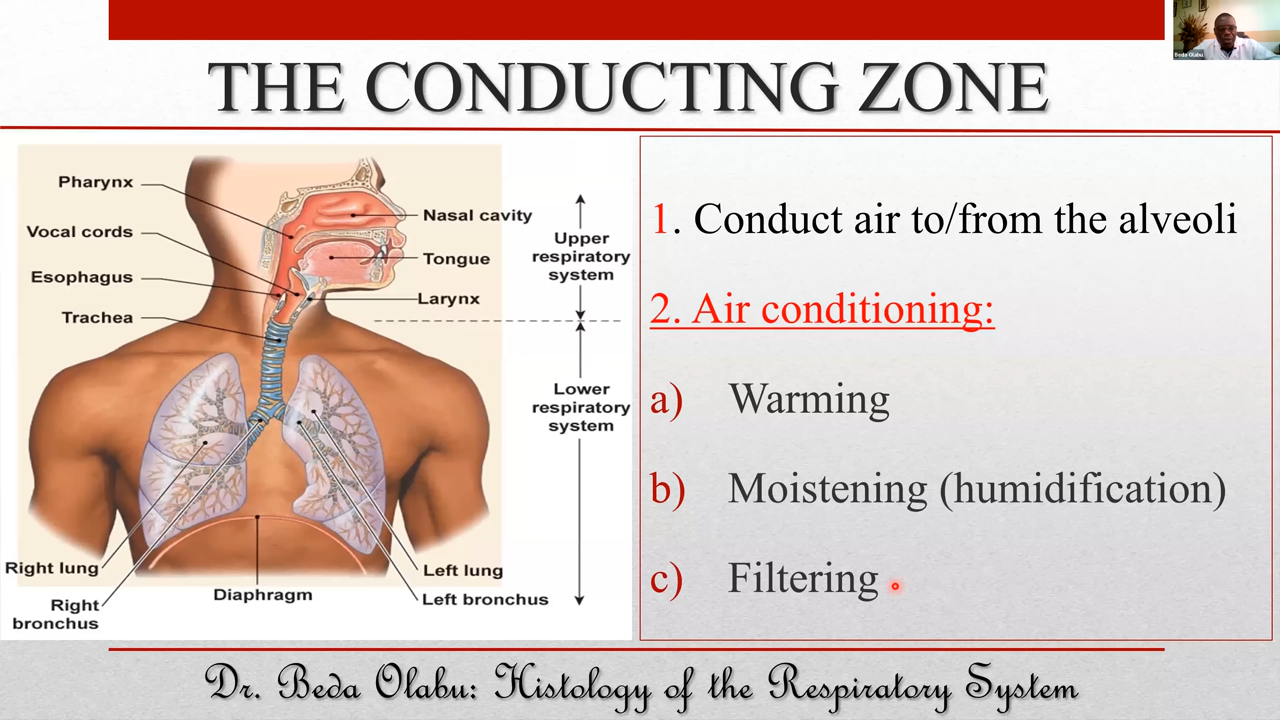 Beda Olabu
THE CONDUCTING ZONE
Pharynx
Vocal cords
Esophagus
Trachea
Nasal cavity
Tongue
Larynx
Upper
respiratory
system
Lower
respiratory
system
Right lung
Right
bronchus
Diaphragm
Left lung
Left bronchus
1. Conduct air to/from the alveoli
2. Air conditioning:
a) Warming
b) Moistening (humidification)
c) Filtering
Dr. Beda Olabu: Histology of the Respiratory System